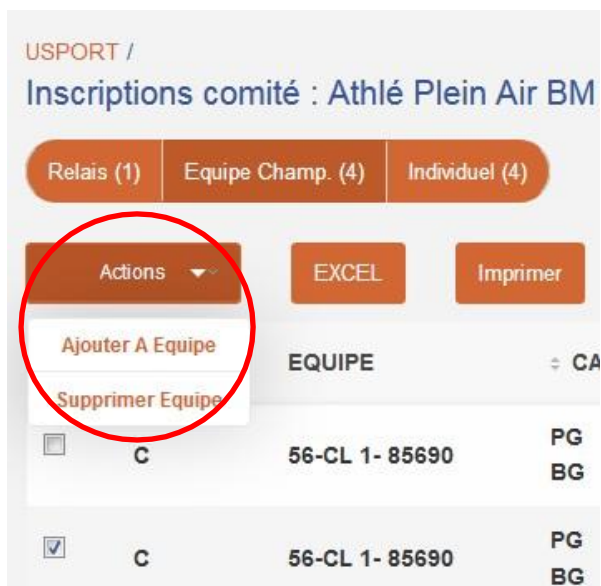 USPORT /
Inscriptions comité : Athlé Plein Air BM
Relais (1) Equipe Champ. (4) Individuel (4)
Actions EXCEL Imprimer
Ajouter A Equipe
Supprimer Equipe
EQUIPE CA
C 56-CL 1- 85690 PG
BG
C 56-CL 1- 85690 PG
BG